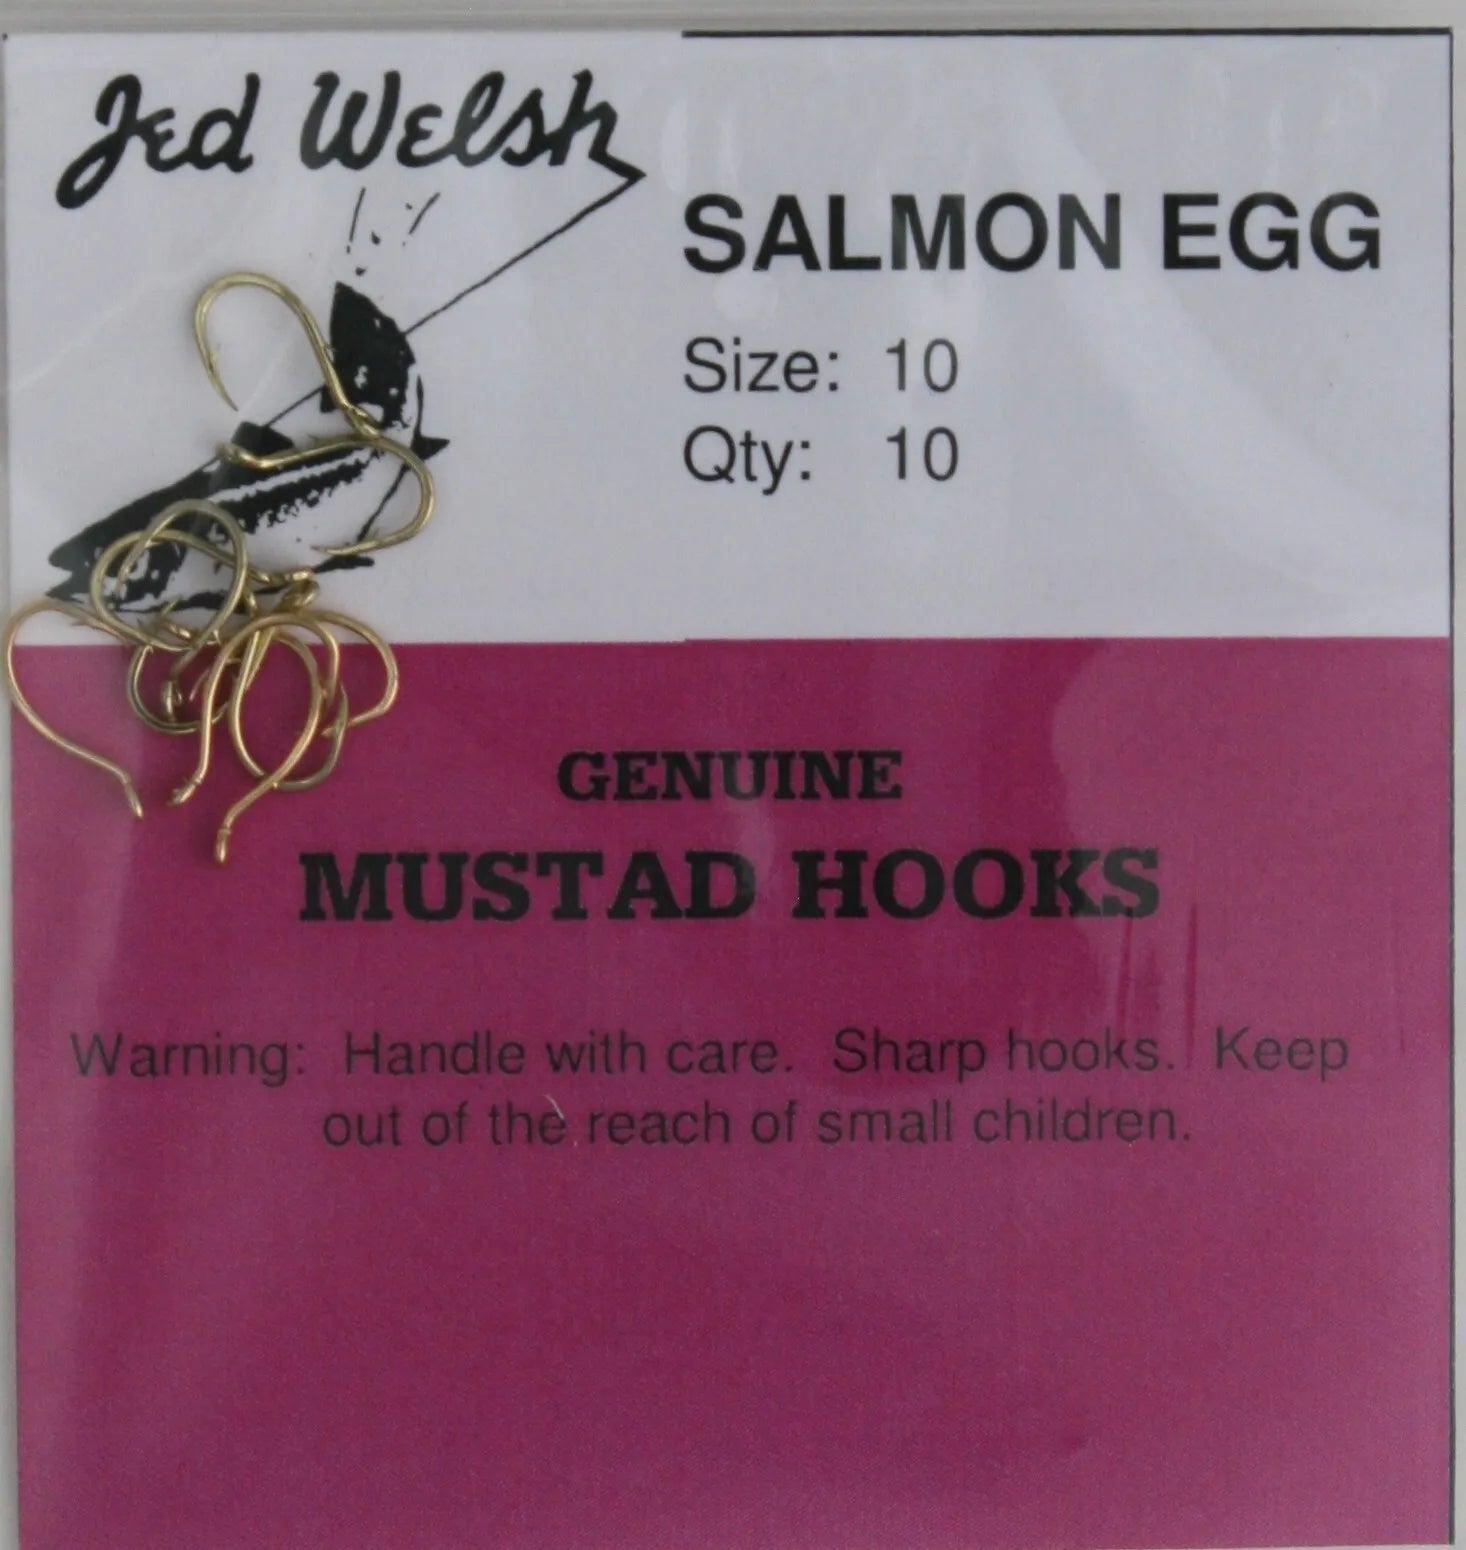 Jed Welsh
SALMON EGG
Size: 10
Qty: 10
GENUINE
MUSTAD HOOKS
Warning: Handle with care. Sharp hooks. Keep
out of the reach of small children.